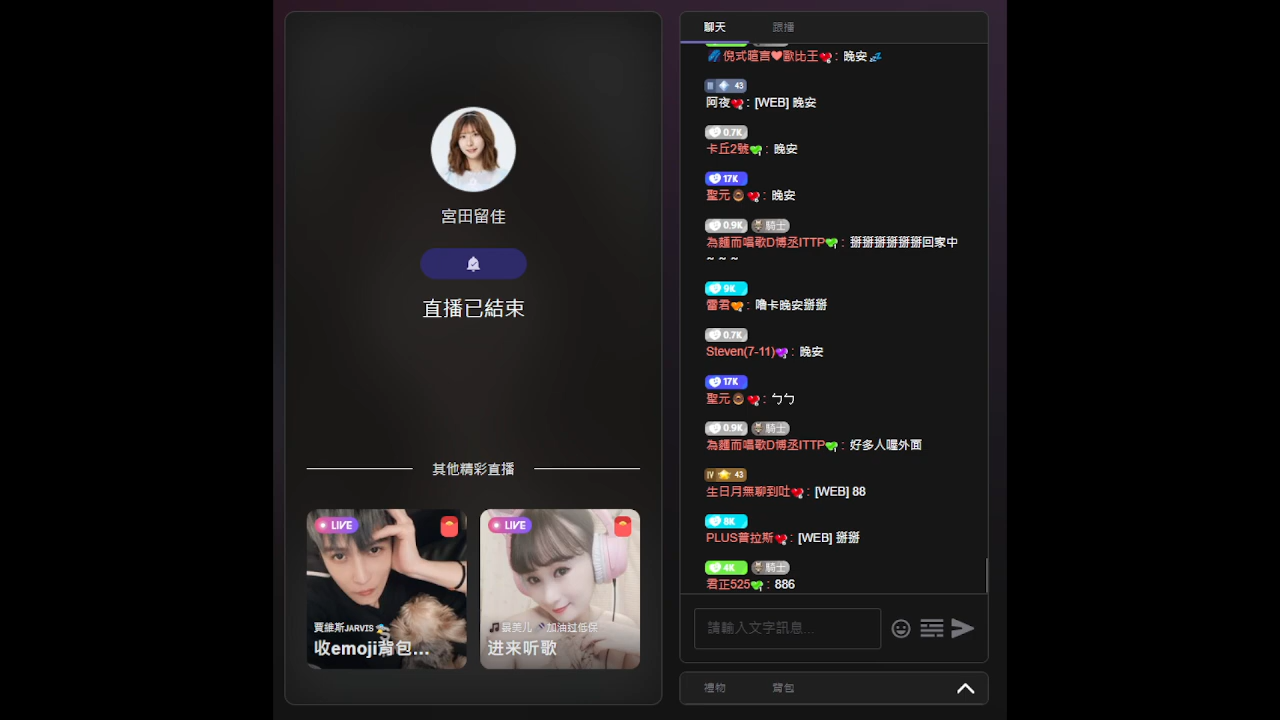 宮田留佳
直播已結束
其他精彩直播
LIVE
賈維斯JARVIS
收emoji背包...
LIVE
最美儿 加油过低保
进来听歌
聊天 跟播
倪式暄言❤歐比王 : 晚安💤
III 43
阿夜 : [WEB] 晚安
0.7K
卡丘2號 : 晚安
17K
聖元 : 晚安
0.9K 騎士
為麵而唱歌D博丞ITTP : 掰掰掰掰掰掰回家中
~ ~ ~
9K
雷君 : 嚕卡晚安掰掰
0.7K
Steven(7-11) : 晚安
17K
聖元 : ㄅㄅ
0.9K 騎士
為麵而唱歌D博丞ITTP : 好多人噇外面
IV 43
生日月無聊到吐 : [WEB] 88
8K
PLUS普拉斯 : [WEB] 掰掰
4K 騎士
君正525 : 886
請輸入文字訊息...
禮物 背包